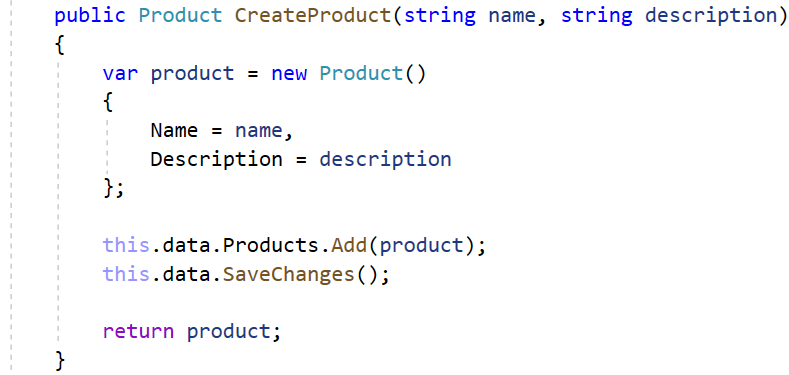 public Product CreateProduct(string name, string description)
{
    var product = new Product()
    {
        Name = name,
        Description = description
    };

    this.data.Products.Add(product);
    this.data.SaveChanges();

    return product;
}